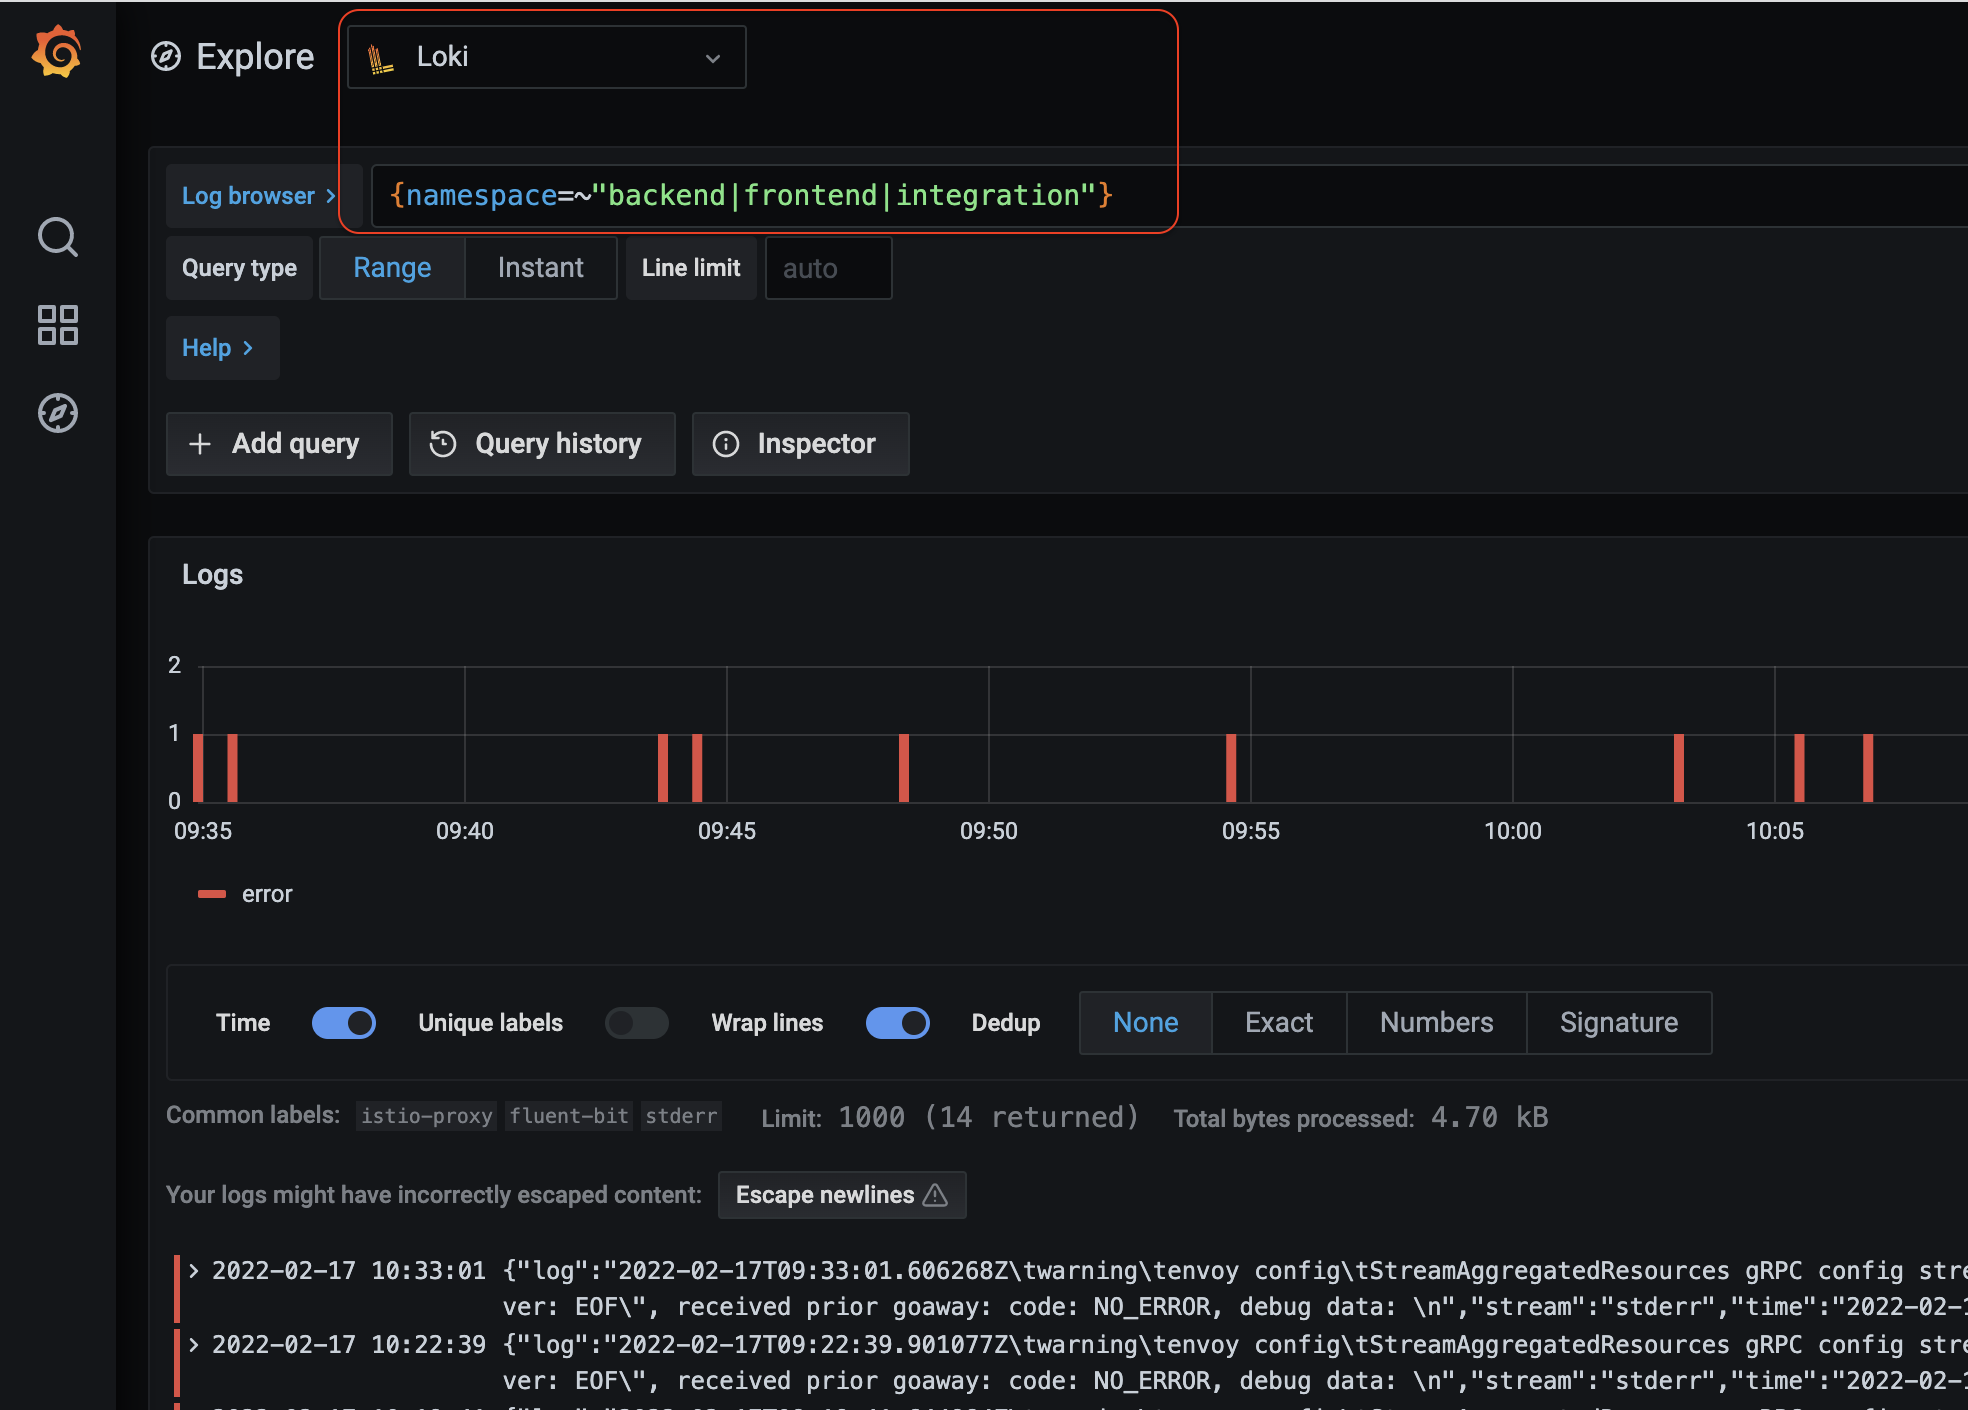 Explore
Loki
Log browser >
{namespace=~"backend|frontend|integration"}
Query type Range Instant Line limit auto
Help >
+ Add query Query history Inspector
Logs
2
1
0
09:35 09:40 09:45 09:50 09:55 10:00 10:05
error
Time Unique labels Wrap lines Dedup None Exact Numbers Signature
Common labels: istio-proxy fluent-bit stderr Limit: 1000 (14 returned) Total bytes processed: 4.70 kB
Your logs might have incorrectly escaped content: Escape newlines
> 2022-02-17 10:33:01 {"log":"2022-02-17T09:33:01.606268Z\twarning\tenvoy config\tStreamAggregatedResources gRPC config stre
ver: EOF\", received prior goaway: code: NO_ERROR, debug data: \n","stream":"stderr","time":"2022-02-1
> 2022-02-17 10:22:39 {"log":"2022-02-17T09:22:39.901077Z\twarning\tenvoy config\tStreamAggregatedResources gRPC config stre
ver: EOF\", received prior goaway: code: NO_ERROR, debug data: \n","stream":"stderr","time":"2022-02-1